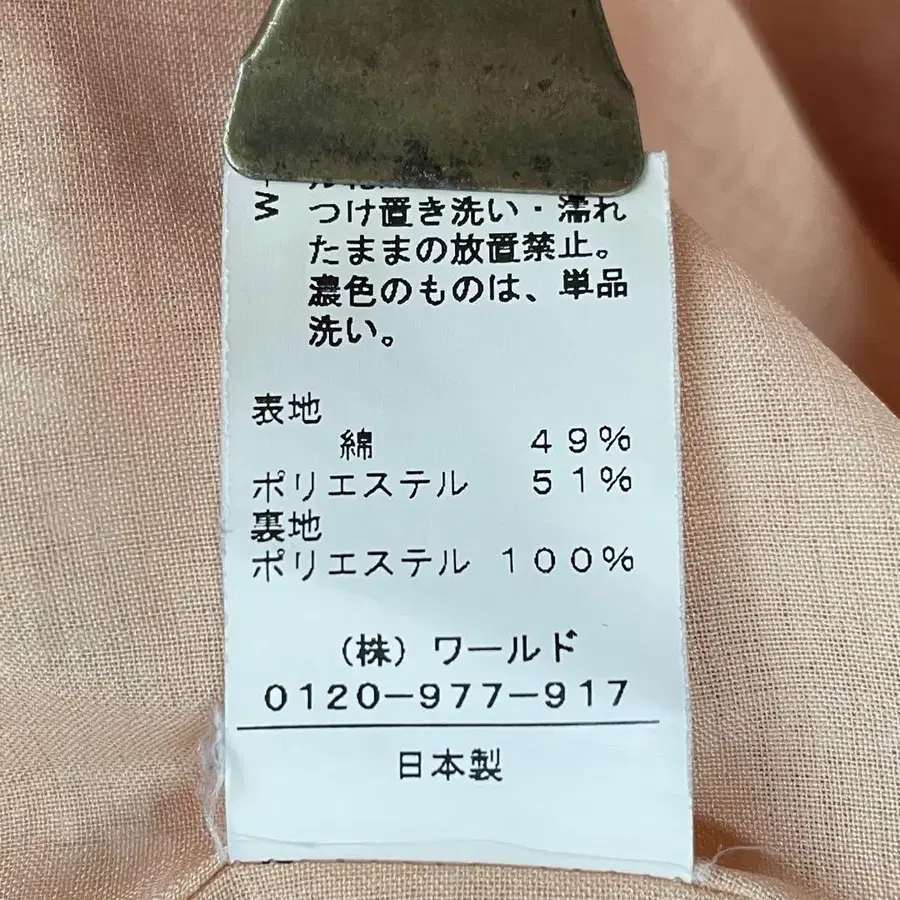 つけ置き洗い・濡れ
たままの放置禁止。
濃色のものは、単品
洗い。
表地
綿 49%
ポリエステル 51%
裏地
ポリエステル 100%
(株)ワールド
0120-977-917
日本製